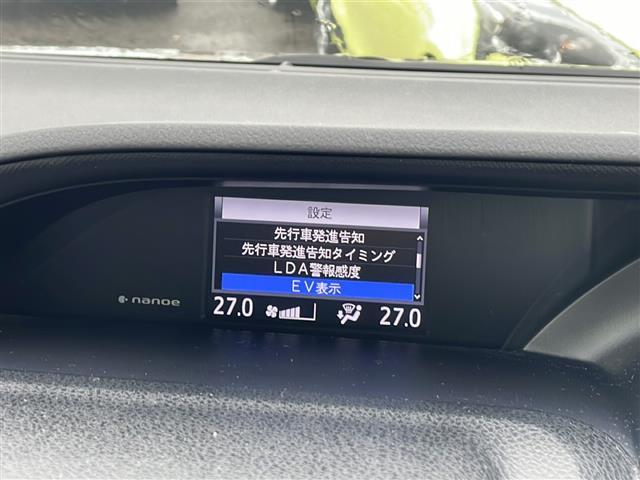 設定
先行車発進告知
先行車発進告知タイミング
ＬＤＡ警報感度
ＥＶ表示
nanoe
27.0 27.0